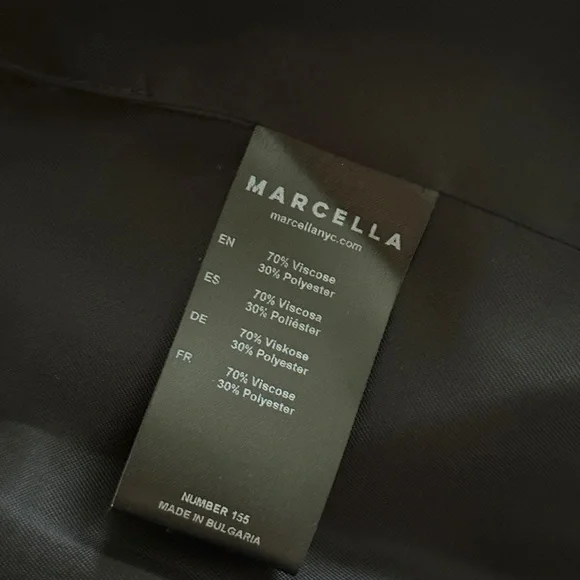 MARCELLA
marcellanyc.com
EN
70% Viscose
30% Polyester
ES
70% Viscosa
30% Poliéster
DE
70% Viskose
30% Polyester
FR
70% Viscose
30% Polyester
NUMBER 155
MADE IN BULGARIA